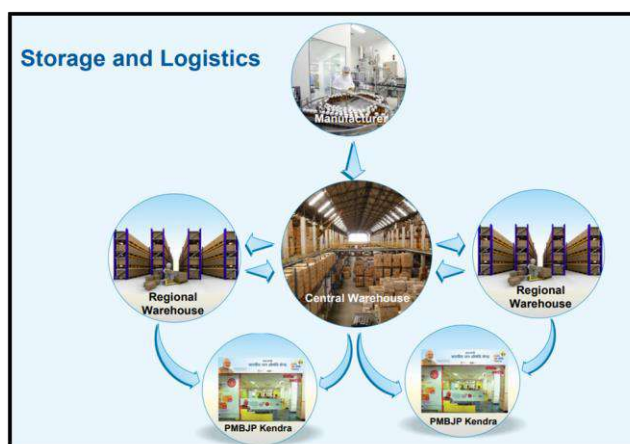 Storage and Logistics
Manufacturer
Regional
Warehouse
Central Warehouse
Regional
Warehouse
PMBJP Kendra
PMBJP Kendra